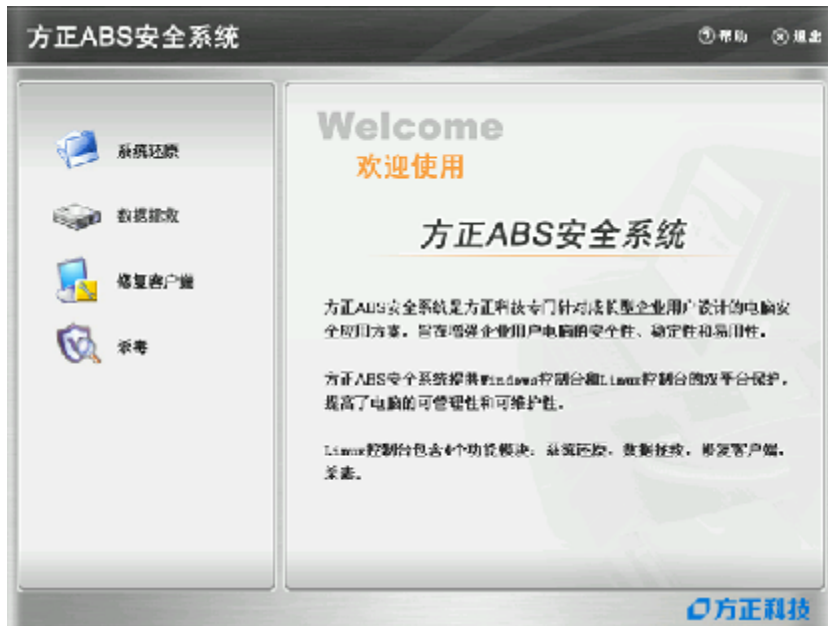 方正ABS安全系统
帮助
退出
系统还原
数据拯救
修复客户端
杀毒
Welcome
欢迎使用
方正ABS安全系统
方正ABS安全系统是方正科技专门针对成长型企业用户设计的电脑安
全应用方案。旨在增强企业用户电脑的安全性、稳定性和易用性。
方正ABS安全系统提供Windows控制台和Linux控制台的双平台保护，
提高了电脑的可管理性和可维护性。
Linux控制台包含4个功能模块：系统还原，数据拯救，修复客户端，
杀毒。
方正科技